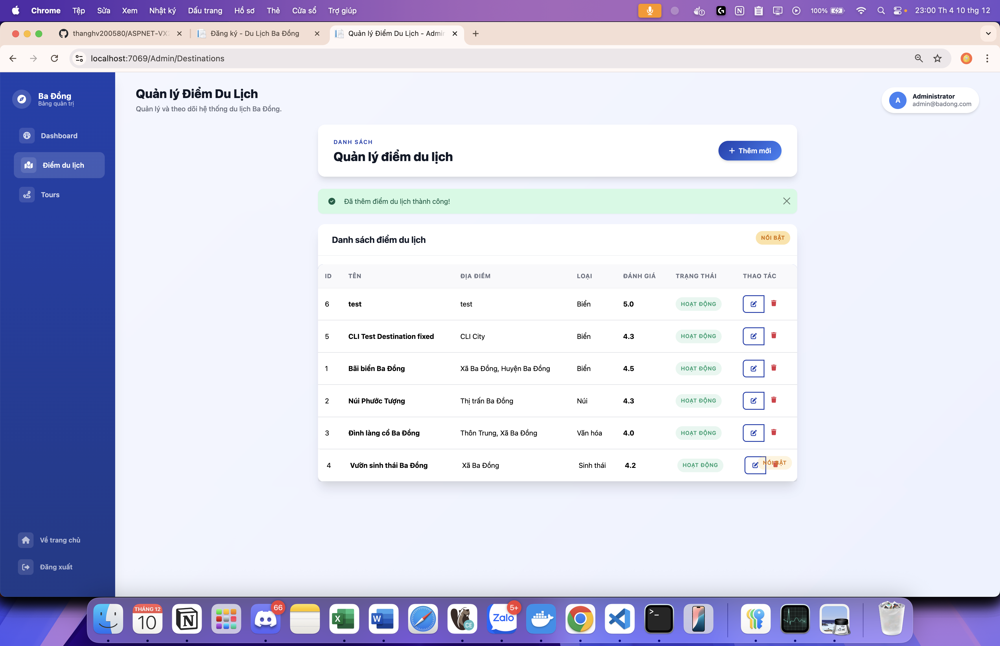 Chrome Tệp Sửa Xem Nhật ký Dấu trang Hồ sơ Thẻ Cửa sổ Trợ giúp 100% 23:00 Th 4 10 thg 12
thanghv200580/ASPNET-VX Đăng ký - Du Lịch Ba Đồng Quản lý Điểm Du Lịch - Admin
localhost:7069/Admin/Destinations
Ba Đồng
Bảng quản trị
Dashboard
Điểm du lịch
Tours
Về trang chủ
Đăng xuất
Quản lý Điểm Du Lịch
Quản lý và theo dõi hệ thống du lịch Ba Đồng.
A
Administrator
admin@badong.com
DANH SÁCH
Quản lý điểm du lịch
+ Thêm mới
Đã thêm điểm du lịch thành công!
Danh sách điểm du lịch NỔI BẬT
ID TÊN ĐỊA ĐIỂM LOẠI ĐÁNH GIÁ TRẠNG THÁI THAO TÁC
6 test test Biển 5.0 HOẠT ĐỘNG
5 CLI Test Destination fixed CLI City Biển 4.3 HOẠT ĐỘNG
1 Bãi biển Ba Đồng Xã Ba Đồng, Huyện Ba Đồng Biển 4.5 HOẠT ĐỘNG
2 Núi Phước Tượng Thị trấn Ba Đồng Núi 4.3 HOẠT ĐỘNG
3 Đình làng cổ Ba Đồng Thôn Trung, Xã Ba Đồng Văn hóa 4.0 HOẠT ĐỘNG
4 Vườn sinh thái Ba Đồng Xã Ba Đồng Sinh thái 4.2 HOẠT ĐỘNG NỔI BẬT
THÁNG 12
10
66
5+
Zalo
CE